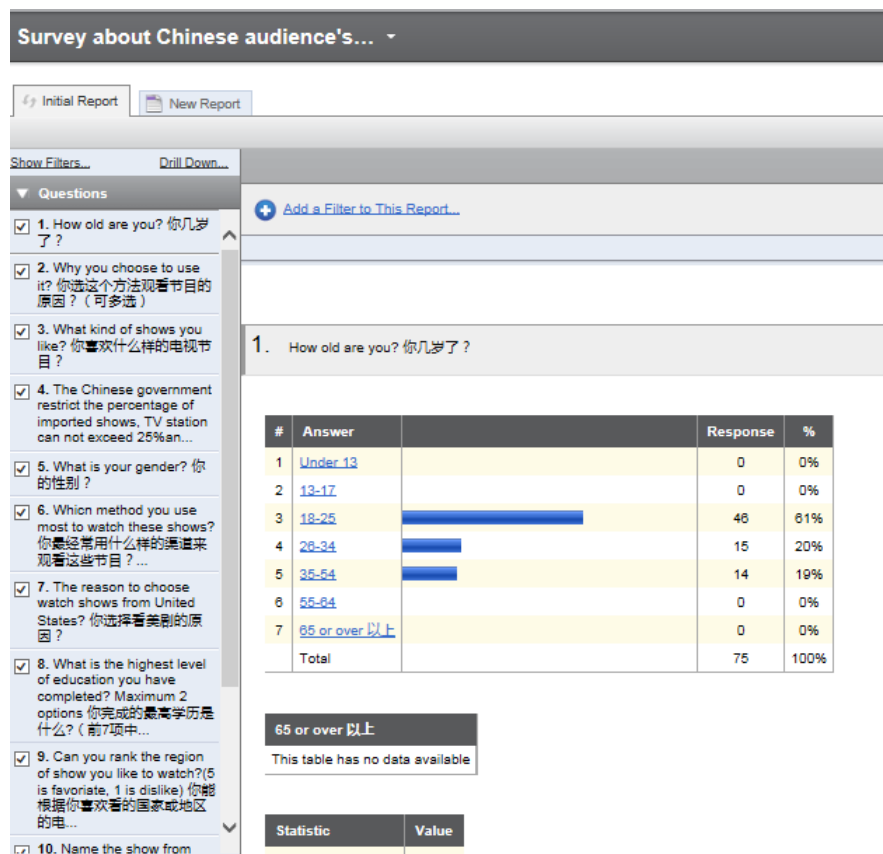 Survey about Chinese audience's...
Initial Report
New Report
Show Filters...
Drill Down...
Questions
1. How old are you? 你几岁
了？
2. Why you choose to use
it? 你选这个方法观看节目的
原因？（可多选）
3. What kind of shows you
like? 你喜欢什么样的电视节
目？
4. The Chinese government
restrict the percentage of
imported shows, TV station
can not exceed 25%an...
5. What is your gender? 你
的性别？
6. Which method you use
most to watch these shows?
你最经常用什么样的渠道来
观看这些节目？...
7. The reason to choose
watch shows from United
States? 你选择看美剧的原
因？
8. What is the highest level
of education you have
completed? Maximum 2
options 你完成的最高学历是
什么?（前7项中...
9. Can you rank the region
of show you like to watch?(5
is favoriate, 1 is dislike) 你能
根据你喜欢看的国家或地区
的电...
10. Name the show from
Add a Filter to This Report...
1. How old are you? 你几岁了？
# Answer Response %
1 Under 13 0 0%
2 13-17 0 0%
3 18-25 46 61%
4 26-34 15 20%
5 35-54 14 19%
6 55-64 0 0%
7 65 or over 以上 0 0%
Total 75 100%
65 or over 以上
This table has no data available
Statistic Value